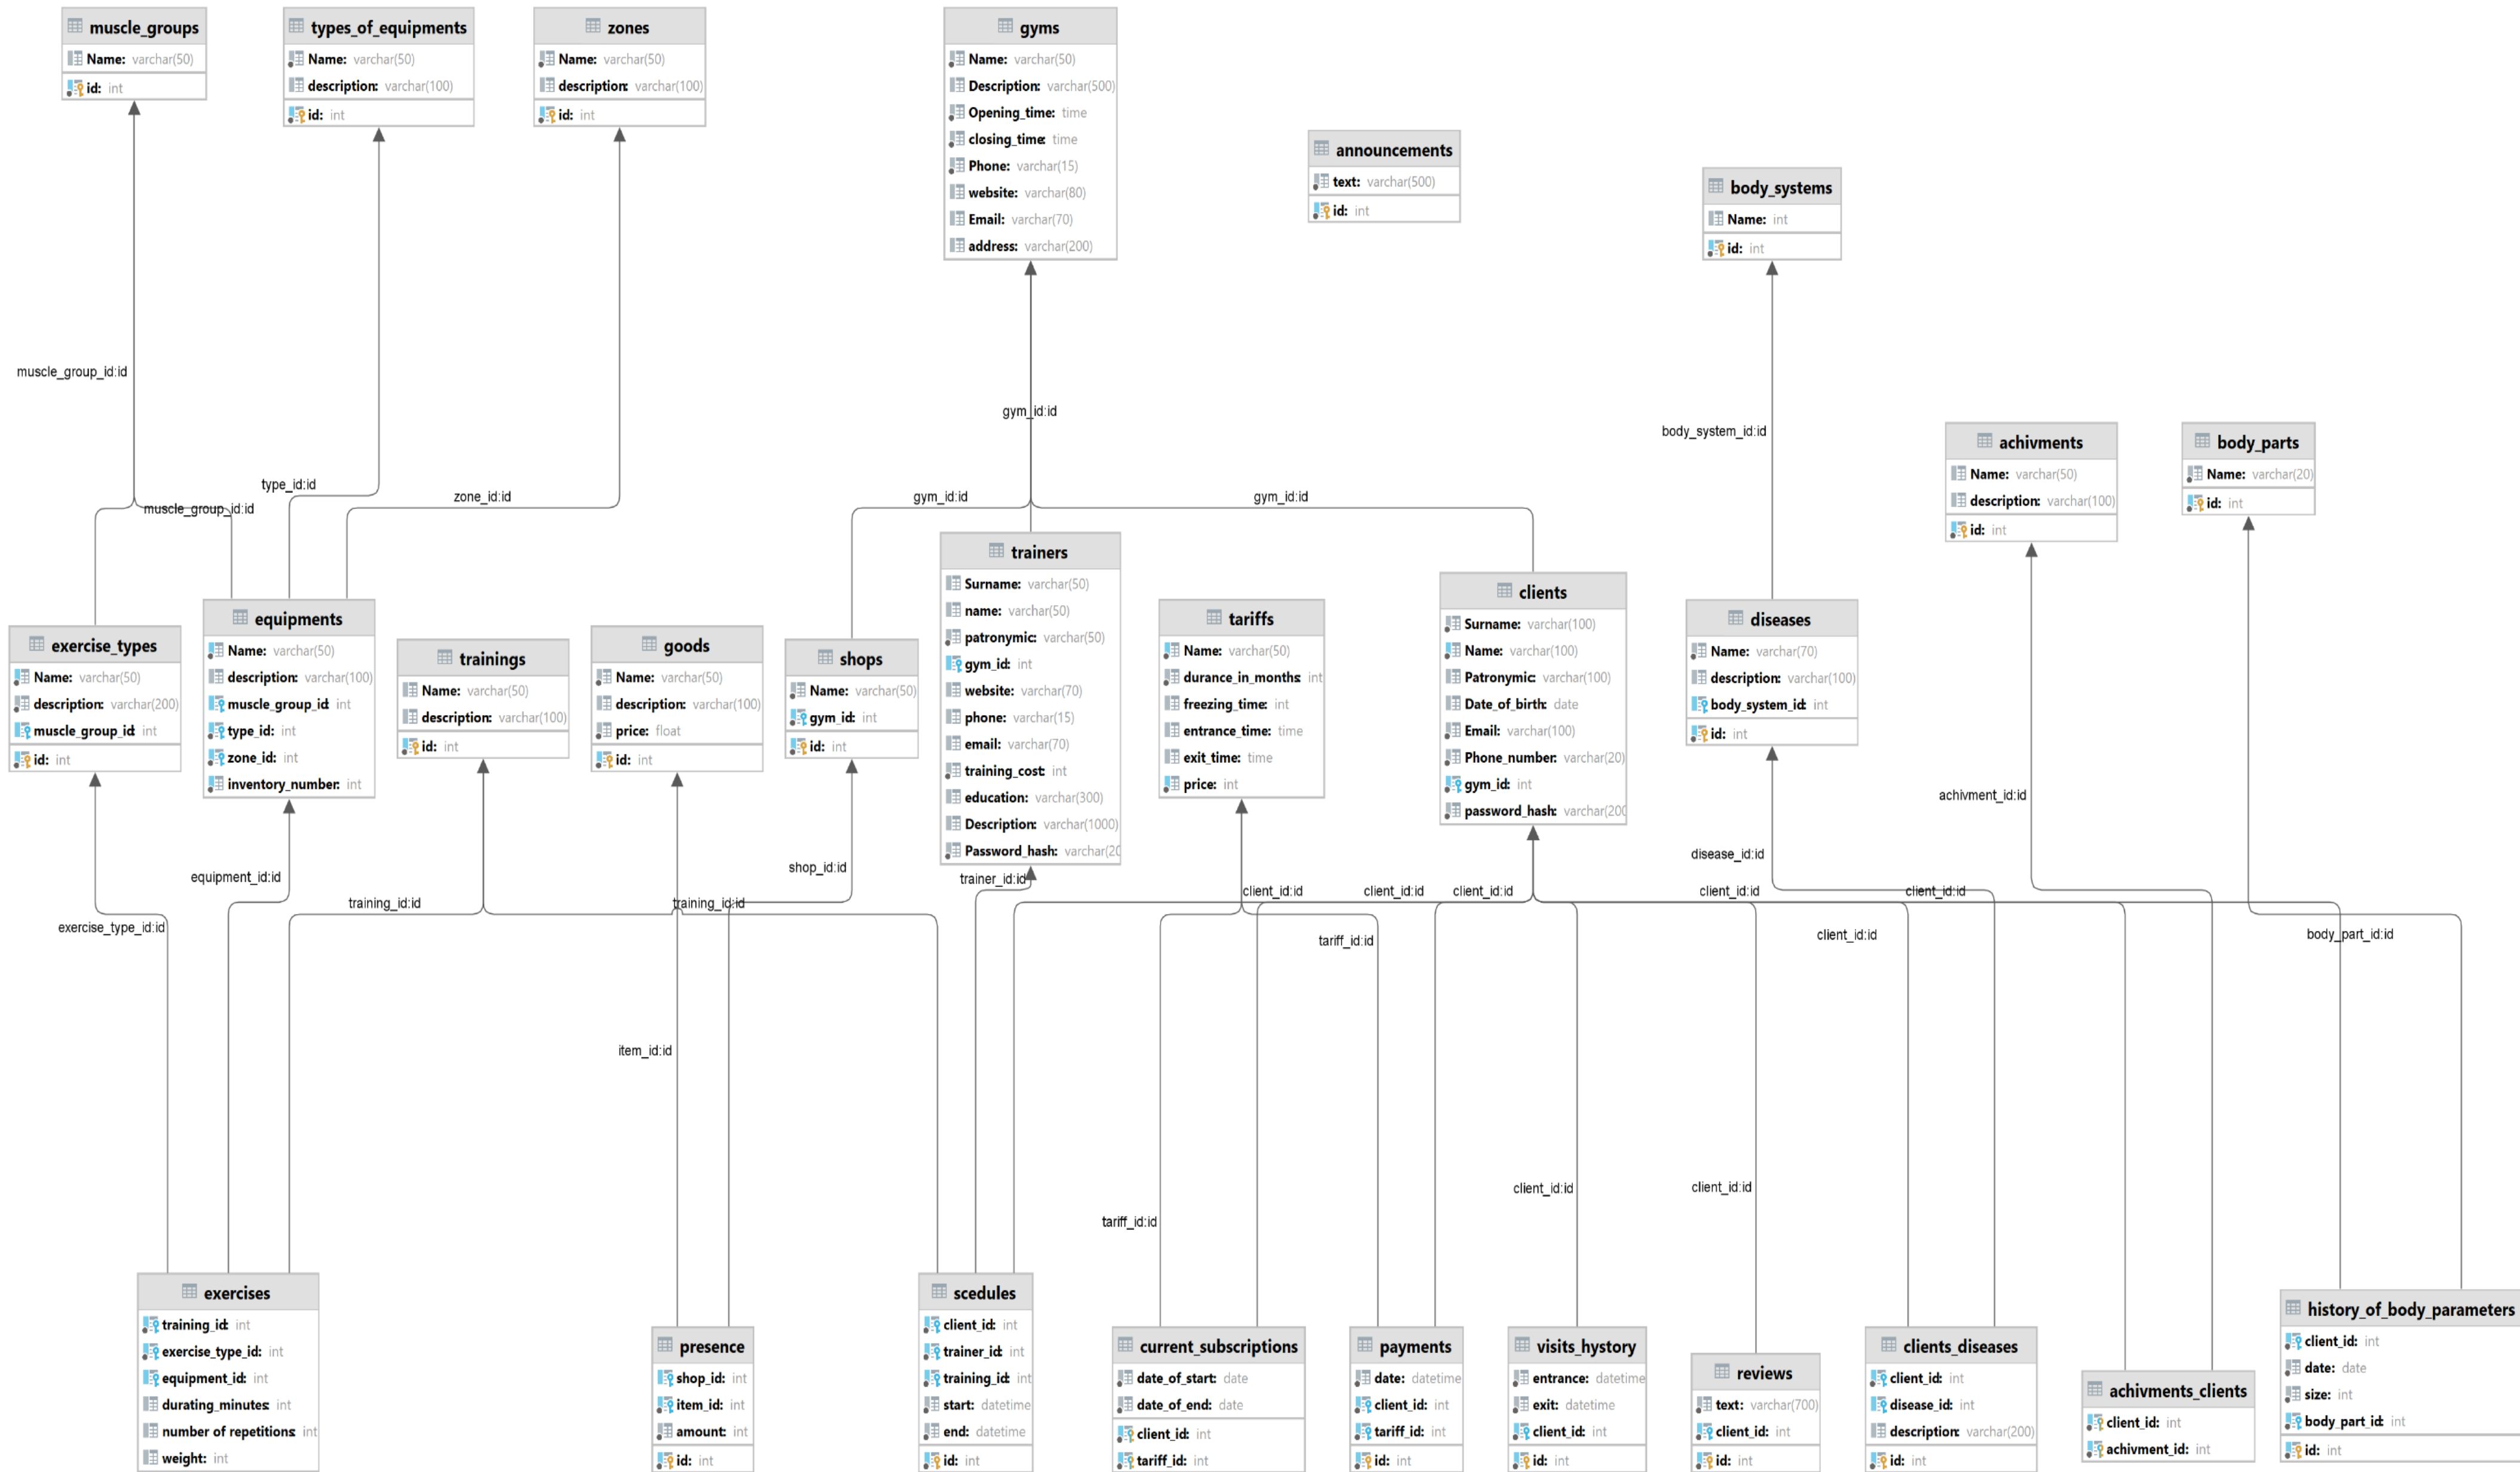 muscle_groups
Name: varchar(50)
id: int
types_of_equipments
Name: varchar(50)
description: varchar(100)
id: int
zones
Name: varchar(50)
description: varchar(100)
id: int
gyms
Name: varchar(50)
Description: varchar(500)
Opening_time: time
closing_time: time
Phone: varchar(15)
website: varchar(80)
Email: varchar(70)
address: varchar(200)
announcements
text: varchar(500)
id: int
body_systems
Name: int
id: int
muscle_group_id:id
gym_id:id
body_system_id:id
achivments
Name: varchar(50)
description: varchar(100)
id: int
body_parts
Name: varchar(20)
id: int
type_id:id
zone_id:id
muscle_group_id:id
gym_id:id
gym_id:id
exercise_types
Name: varchar(50)
description: varchar(200)
muscle_group_id: int
id: int
equipments
Name: varchar(50)
description: varchar(100)
muscle_group_id: int
type_id: int
zone_id: int
inventory_number: int
trainings
Name: varchar(50)
description: varchar(100)
id: int
goods
Name: varchar(50)
description: varchar(100)
price: float
id: int
shops
Name: varchar(50)
gym_id: int
id: int
trainers
Surname: varchar(50)
name: varchar(50)
patronymic: varchar(50)
gym_id: int
website: varchar(70)
phone: varchar(15)
email: varchar(70)
training_cost: int
education: varchar(300)
Description: varchar(1000)
Password_hash: varchar(20
tariffs
Name: varchar(50)
durance_in_months: int
freezing_time: int
entrance_time: time
exit_time: time
price: int
clients
Surname: varchar(100)
Name: varchar(100)
Patronymic: varchar(100)
Date_of_birth: date
Email: varchar(100)
Phone_number: varchar(20)
gym_id: int
password_hash: varchar(200
diseases
Name: varchar(70)
description: varchar(100)
body_system_id: int
id: int
achivment_id:id
disease_id:id
shop_id:id
equipment_id:id
trainer_id:id
training_id:id
training_id:id
client_id:id
client_id:id
client_id:id
client_id:id
client_id:id
exercise_type_id:id
tariff_id:id
client_id:id
body_part_id:id
item_id:id
client_id:id
client_id:id
tariff_id:id
exercises
training_id: int
exercise_type_id: int
equipment_id: int
durating_minutes: int
number of repetitions: int
weight: int
presence
shop_id: int
item_id: int
amount: int
id: int
scedules
client_id: int
trainer_id: int
training_id: int
start: datetime
end: datetime
id: int
current_subscriptions
date_of_start: date
date_of_end: date
client_id: int
tariff_id: int
payments
date: datetime
client_id: int
tariff_id: int
id: int
visits_hystory
entrance: datetime
exit: datetime
client_id: int
id: int
reviews
text: varchar(700)
client_id: int
id: int
clients_diseases
client_id: int
disease_id: int
description: varchar(200)
id: int
achivments_clients
client_id: int
achivment_id: int
history_of_body_parameters
client_id: int
date: date
size: int
body_part_id: int
id: int